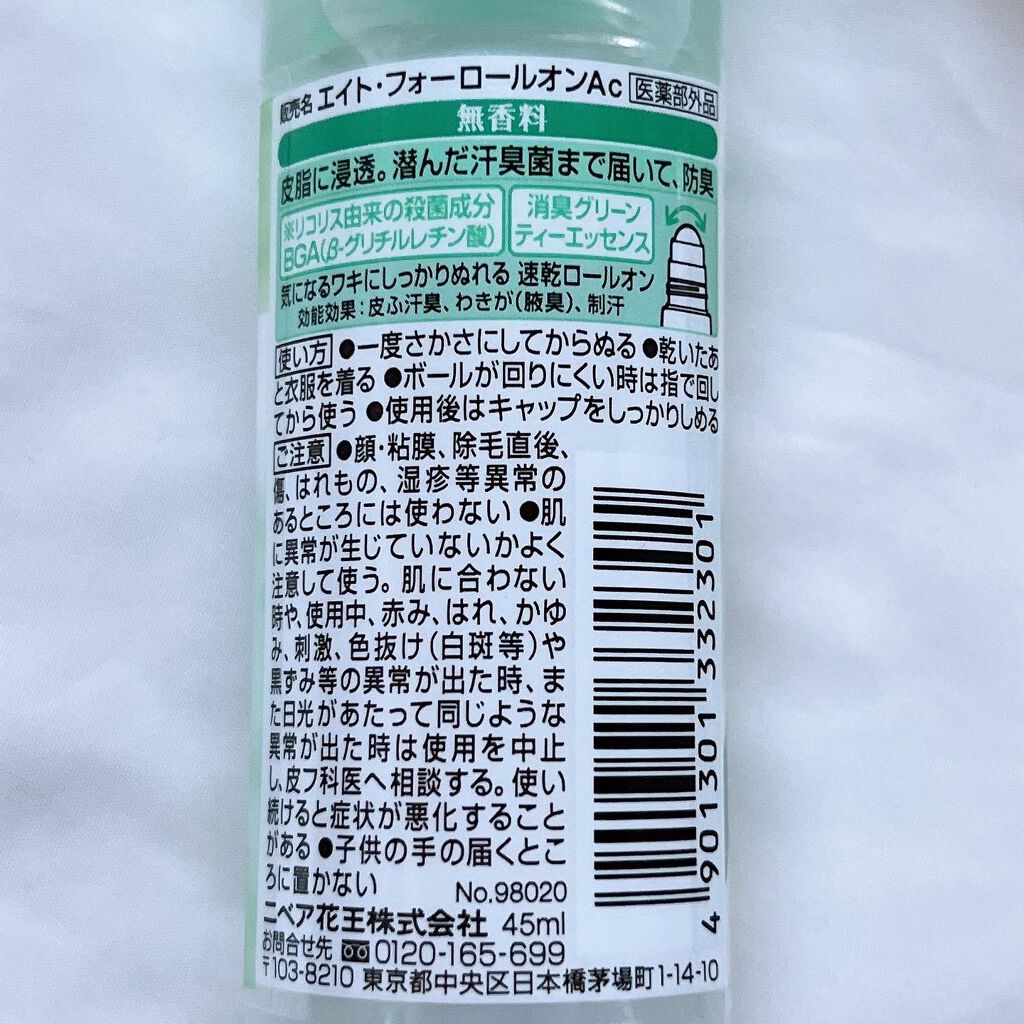 販売名 エイト・フォーロールオンAc 医薬部外品
無香料
皮脂に浸透。潜んだ汗臭菌まで届いて、防臭
※リコリス由来の殺菌成分
BGA(β-グリチルレチン酸)
消臭グリーン
ティーエッセンス
気になるワキにしっかりぬれる 速乾ロールオン
効能効果：皮ふ汗臭、わきが(腋臭)、制汗
使い方 ●一度さかさにしてからぬる ●乾いたあ
と衣服を着る ●ボールが回りにくい時は指で回し
てから使う ●使用後はキャップをしっかりしめる
ご注意 ●顔・粘膜、除毛直後、
傷、はれもの、湿疹等異常の
あるところには使わない ●肌
に異常が生じていないかよく
注意して使う。肌に合わない
時や、使用中、赤み、はれ、かゆ
み、刺激、色抜け(白斑等)や
黒ずみ等の異常が出た時、ま
た日光があたって同じような
異常が出た時は使用を中止
し、皮フ科医へ相談する。使い
続けると症状が悪化すること
がある ●子供の手の届くとこ
ろに置かない
No.98020
ニベア花王株式会社 45ml
お問合せ先 0120-165-699
〒103-8210 東京都中央区日本橋茅場町1-14-10
4 901301 332301